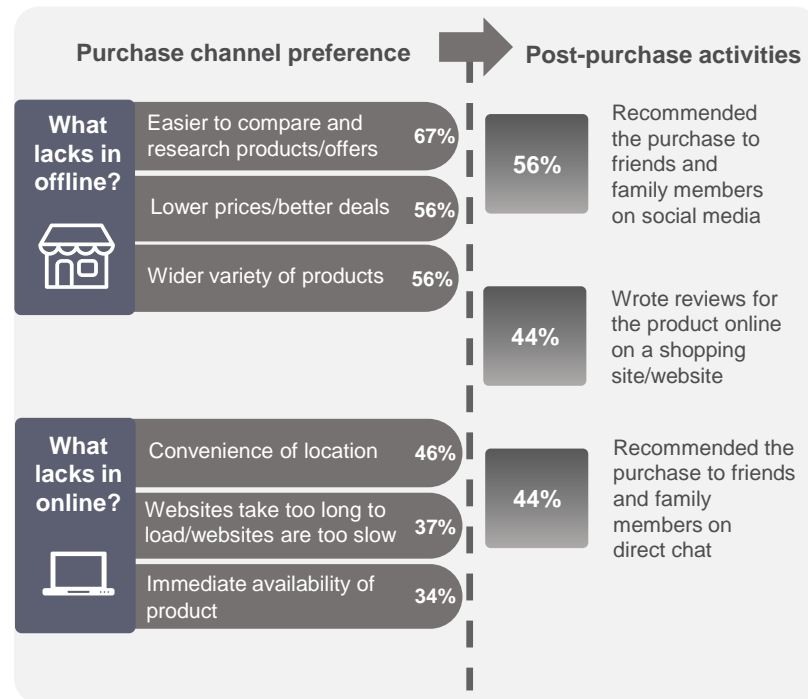 Purchase channel preference
Post-purchase activities
What
lacks in
offline?
Easier to compare and
research products/offers
67%
Lower prices/better deals
56%
Wider variety of products
56%
What
lacks in
online?
Convenience of location
46%
Websites take too long to
load/websites are too slow
37%
Immediate availability of
product
34%
56%
Recommended
the purchase to
friends and
family members
on social media
44%
Wrote reviews for
the product online
on a shopping
site/website
44%
Recommended the
purchase to friends
and family
members on
direct chat